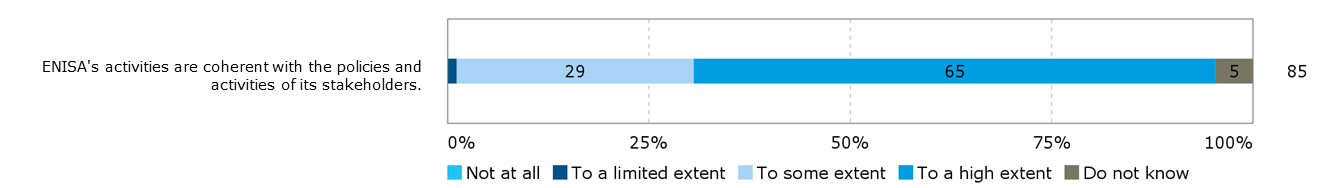 ENISA's activities are coherent with the policies and
activities of its stakeholders.
29 65 5 85
0% 25% 50% 75% 100%
Not at all To a limited extent To some extent To a high extent Do not know